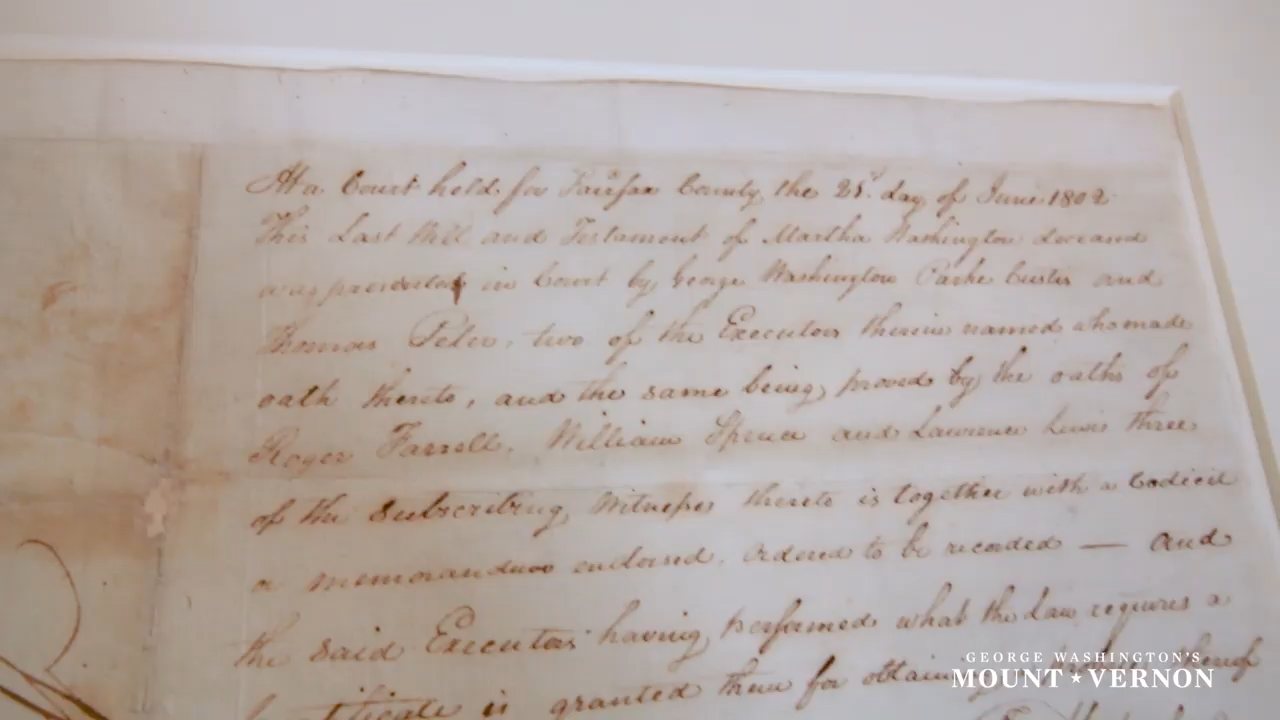 At a Court held for Fairfax County the 21st day of June 1802
This Last Will and Testament of Martha Washington deceased
was presented in Court by George Washington Parke Custis and
Thomas Peter, two of the Executors therein named who made
oath thereto, and the same being proved by the oaths of
Roger Farrell, William Spence and Lawrence Lewis three
of the Subscribing Witnesses thereto is together with a Codicil
or memorandum endorsed ordered to be recorded — and
the said Executors having performed what the Law requires a
is granted them for obtaining
GEORGE WASHINGTON'S
MOUNT★VERNON